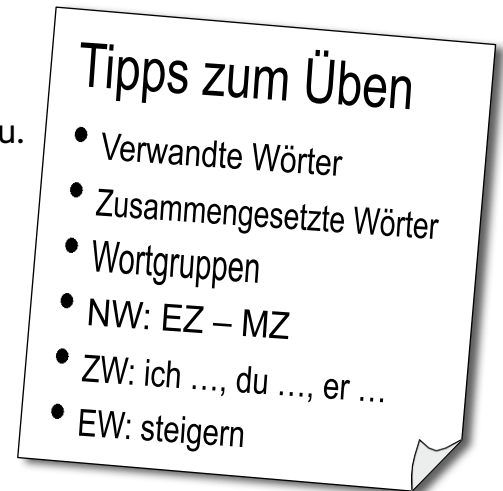 Tipps zum Üben
u.
• Verwandte Wörter
• Zusammengesetzte Wörter
• Wortgruppen
• NW: EZ – MZ
• ZW: ich …, du …, er …
• EW: steigern